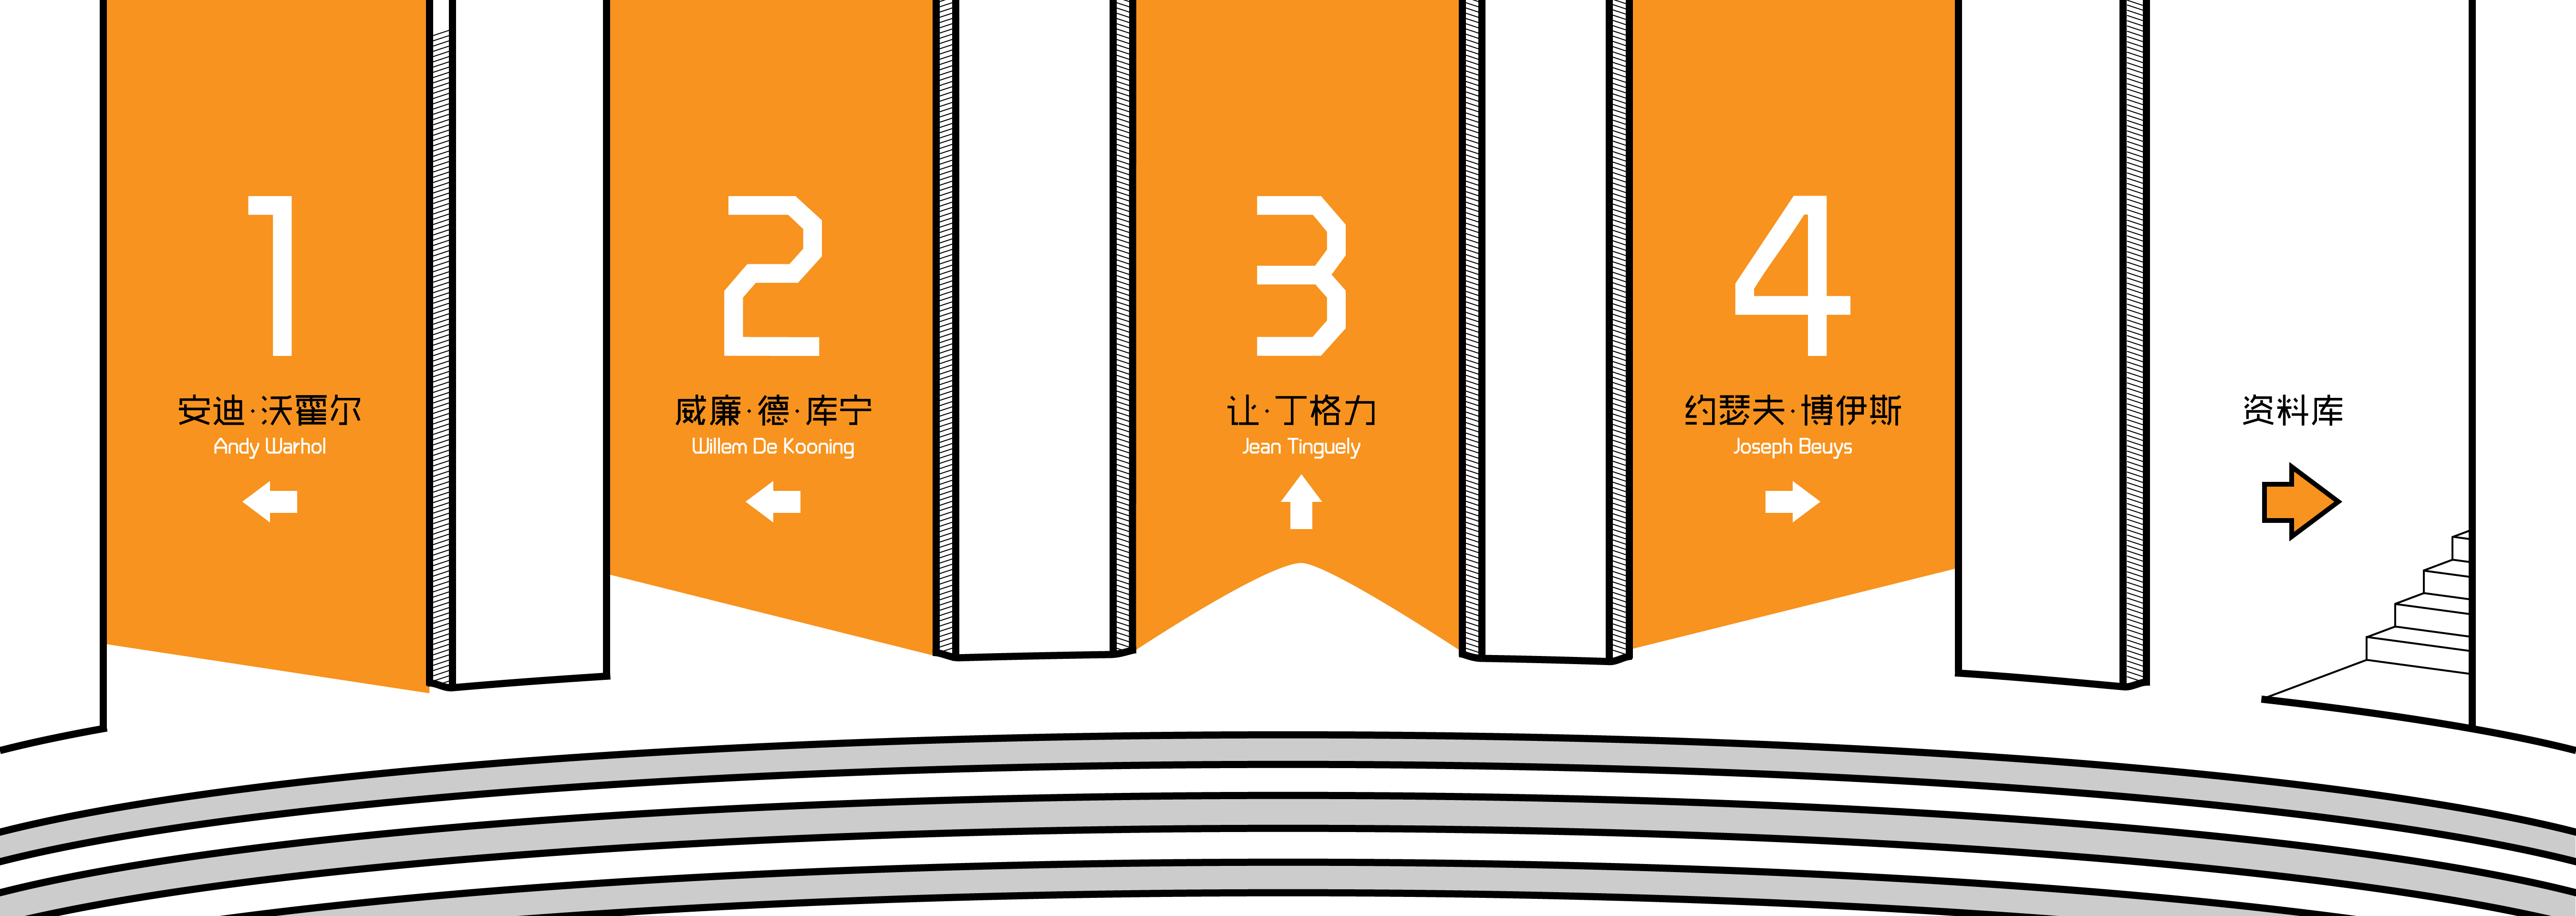 1
安迪·沃霍尔
Andy Warhol
2
威廉·德·库宁
Willem De Kooning
3
让·丁格力
Jean Tinguely
4
约瑟夫·博伊斯
Joseph Beuys
资料库